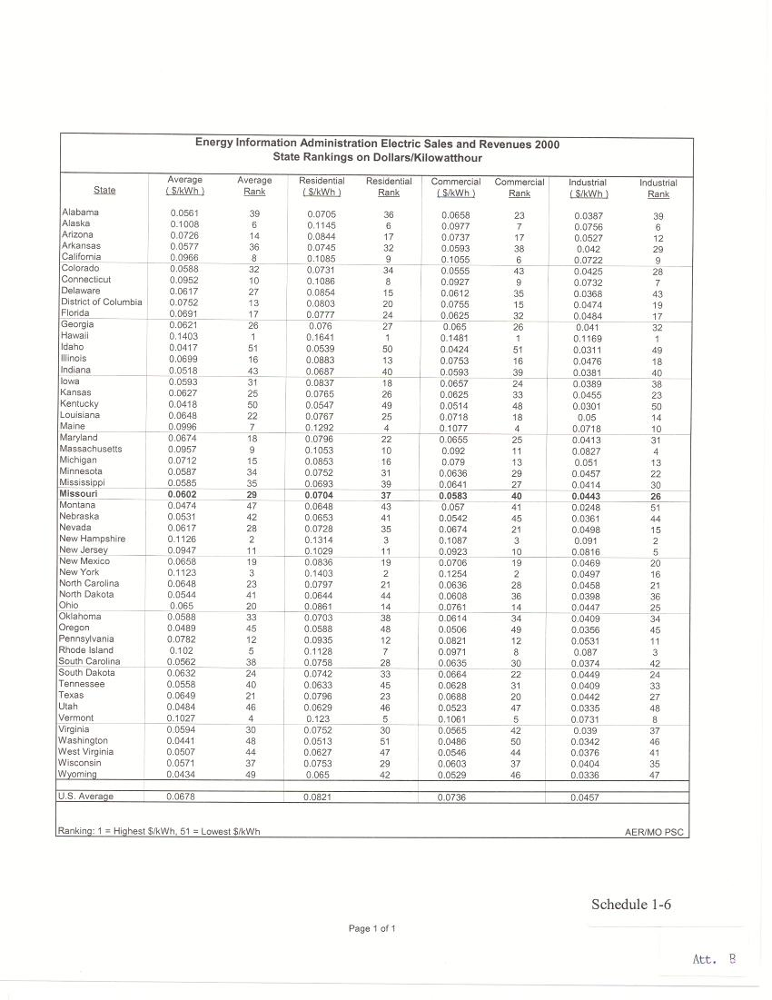 Energy Information Administration Electric Sales and Revenues 2000
State Rankings on Dollars/Kilowatthour
State Average ( $/kWh ) Average Rank Residential ( $/kWh ) Residential Rank Commercial ( $/kWh ) Commercial Rank Industrial ( $/kWh ) Industrial Rank
Alabama 0.0561 39 0.0705 36 0.0658 23 0.0387 39
Alaska 0.1008 6 0.1145 6 0.0977 7 0.0756 6
Arizona 0.0726 14 0.0844 17 0.0737 17 0.0527 12
Arkansas 0.0577 36 0.0745 32 0.0593 38 0.042 29
California 0.0966 8 0.1085 9 0.1055 6 0.0722 9
Colorado 0.0588 32 0.0731 34 0.0555 43 0.0425 28
Connecticut 0.0952 10 0.1086 8 0.0927 9 0.0732 7
Delaware 0.0617 27 0.0854 15 0.0612 35 0.0368 43
District of Columbia 0.0752 13 0.0803 20 0.0755 15 0.0474 19
Florida 0.0691 17 0.0777 24 0.0625 32 0.0484 17
Georgia 0.0621 26 0.076 27 0.065 26 0.041 32
Hawaii 0.1403 1 0.1641 1 0.1481 1 0.1169 1
Idaho 0.0417 51 0.0539 50 0.0424 51 0.0311 49
Illinois 0.0699 16 0.0883 13 0.0753 16 0.0476 18
Indiana 0.0518 43 0.0687 40 0.0593 39 0.0381 40
Iowa 0.0593 31 0.0837 18 0.0657 24 0.0389 38
Kansas 0.0627 25 0.0765 26 0.0625 33 0.0455 23
Kentucky 0.0418 50 0.0547 49 0.0514 48 0.0301 50
Louisiana 0.0648 22 0.0767 25 0.0718 18 0.05 14
Maine 0.0996 7 0.1292 4 0.1077 4 0.0718 10
Maryland 0.0674 18 0.0796 22 0.0655 25 0.0413 31
Massachusetts 0.0957 9 0.1053 10 0.092 11 0.0827 4
Michigan 0.0712 15 0.0853 16 0.079 13 0.051 13
Minnesota 0.0587 34 0.0752 31 0.0636 29 0.0457 22
Mississippi 0.0585 35 0.0693 39 0.0641 27 0.0414 30
Missouri 0.0602 29 0.0704 37 0.0583 40 0.0443 26
Montana 0.0474 47 0.0648 43 0.057 41 0.0248 51
Nebraska 0.0531 42 0.0653 41 0.0542 45 0.0361 44
Nevada 0.0617 28 0.0728 35 0.0674 21 0.0498 15
New Hampshire 0.1126 2 0.1314 3 0.1087 3 0.091 2
New Jersey 0.0947 11 0.1029 11 0.0923 10 0.0816 5
New Mexico 0.0658 19 0.0836 19 0.0706 19 0.0469 20
New York 0.1123 3 0.1403 2 0.1254 2 0.0497 16
North Carolina 0.0648 23 0.0797 21 0.0636 28 0.0458 21
North Dakota 0.0544 41 0.0644 44 0.0608 36 0.0398 36
Ohio 0.065 20 0.0861 14 0.0761 14 0.0447 25
Oklahoma 0.0588 33 0.0703 38 0.0614 34 0.0409 34
Oregon 0.0489 45 0.0588 48 0.0506 49 0.0356 45
Pennsylvania 0.0782 12 0.0935 12 0.0821 12 0.0531 11
Rhode Island 0.102 5 0.1128 7 0.0971 8 0.087 3
South Carolina 0.0562 38 0.0758 28 0.0635 30 0.0374 42
South Dakota 0.0632 24 0.0742 33 0.0664 22 0.0449 24
Tennessee 0.0558 40 0.0633 45 0.0628 31 0.0409 33
Texas 0.0649 21 0.0796 23 0.0688 20 0.0442 27
Utah 0.0484 46 0.0629 46 0.0523 47 0.0335 48
Vermont 0.1027 4 0.123 5 0.1061 5 0.0731 8
Virginia 0.0594 30 0.0752 30 0.0565 42 0.039 37
Washington 0.0441 48 0.0513 51 0.0486 50 0.0342 46
West Virginia 0.0507 44 0.0627 47 0.0546 44 0.0376 41
Wisconsin 0.0571 37 0.0753 29 0.0603 37 0.0404 35
Wyoming 0.0434 49 0.065 42 0.0529 46 0.0336 47
U.S. Average 0.0678 0.0821 0.0736 0.0457
Ranking: 1 = Highest $/kWh, 51 = Lowest $/kWh AER/MO PSC
Schedule 1-6
Page 1 of 1
Att. B